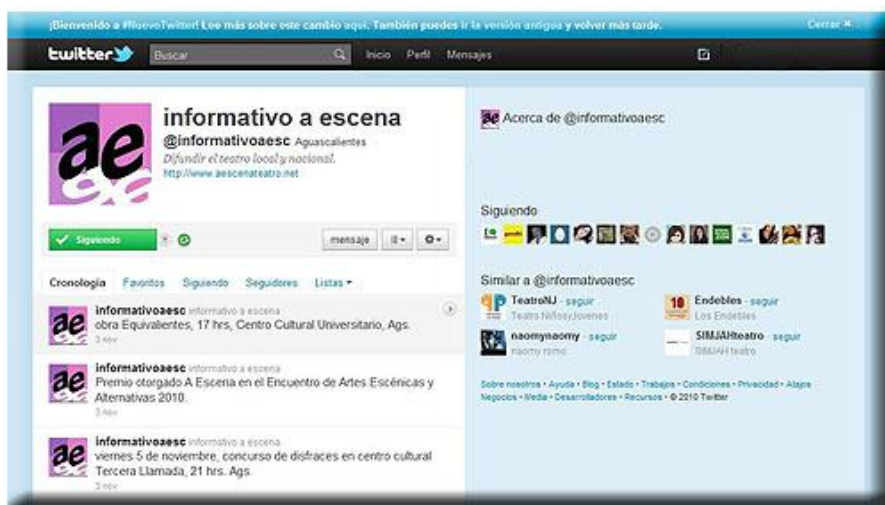 ¡Bienvenido a #NuevoTwitter! Lee más sobre este cambio aquí. También puedes ir la versión antigua y volver más tarde. Cerrar ×
twitter Buscar Inicio Perfil Mensajes
ae
informativo a escena
@informativoaesc Aguascalientes
Difundir el teatro local y nacional.
http://www.aescenateatro.net
Siguiendo mensaje
Cronología Favoritos Siguiendo Seguidores Listas
informativoaesc informativo a escena
obra Equivalentes, 17 hrs, Centro Cultural Universitario, Ags.
3 nov
informativoaesc informativo a escena
Premio otorgado A Escena en el Encuentro de Artes Escénicas y
Alternativas 2010.
3 nov
informativoaesc informativo a escena
viernes 5 de noviembre, concurso de disfraces en centro cultural
Tercera Llamada, 21 hrs. Ags.
3 nov
ae Acerca de @informativoaesc
Siguiendo
Similar a @informativoaesc
TeatroNJ · seguir
Teatro NiñosyJovenes
Endebles · seguir
Los Endebles
naomynaomy · seguir
naomy romo
SIMJAHteatro · seguir
SIMJAH teatro
Sobre nosotros · Ayuda · Blog · Estado · Trabajos · Condiciones · Privacidad · Atajos
Negocios · Media · Desarrolladores · Recursos · © 2010 Twitter